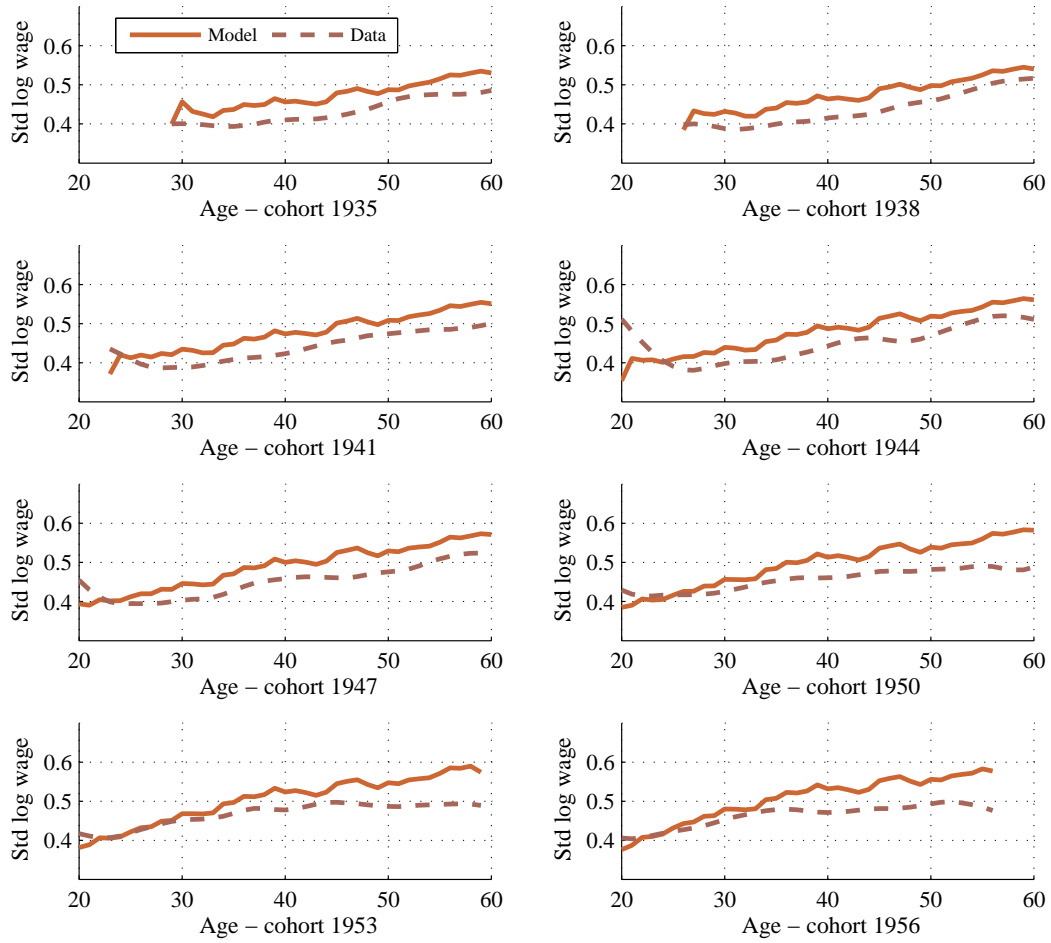 Model Data
Std log wage
0.6
0.5
0.4
20 30 40 50 60
Age – cohort 1935
Std log wage
0.6
0.5
0.4
20 30 40 50 60
Age – cohort 1938
Std log wage
0.6
0.5
0.4
20 30 40 50 60
Age – cohort 1941
Std log wage
0.6
0.5
0.4
20 30 40 50 60
Age – cohort 1944
Std log wage
0.6
0.5
0.4
20 30 40 50 60
Age – cohort 1947
Std log wage
0.6
0.5
0.4
20 30 40 50 60
Age – cohort 1950
Std log wage
0.6
0.5
0.4
20 30 40 50 60
Age – cohort 1953
Std log wage
0.6
0.5
0.4
20 30 40 50 60
Age – cohort 1956